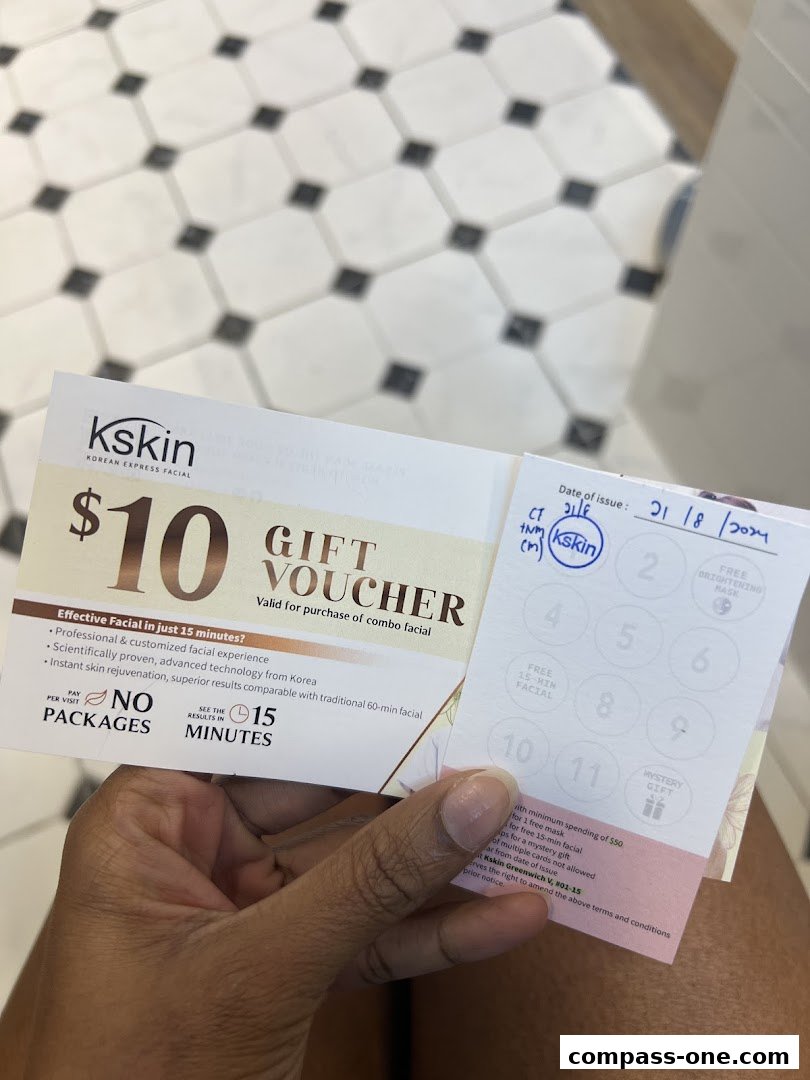 kskin
KOREAN EXPRESS FACIAL
$10 GIFT VOUCHER
Valid for purchase of combo facial
Effective Facial in just 15 minutes?
• Professional & customized facial experience
• Scientifically proven, advanced technology from Korea
• Instant skin rejuvenation, superior results comparable with traditional 60-min facial
PAY PER VISIT NO PACKAGES
SEE THE RESULTS IN 15 MINUTES
Date of issue : 21/8/2024
21/8
CT
(m)
kskin
2
FREE BRIGHTENING MASK
4
5
6
FREE 15-MIN FACIAL
8
9
10
11
MYSTERY GIFT
with minimum spending of $50
for 1 free mask
for free 15-min facial
for a mystery gift
of multiple cards not allowed
from date of issue
Kskin Greenwich V, #01-15
the right to amend the above terms and conditions
prior notice.
compass-one.com